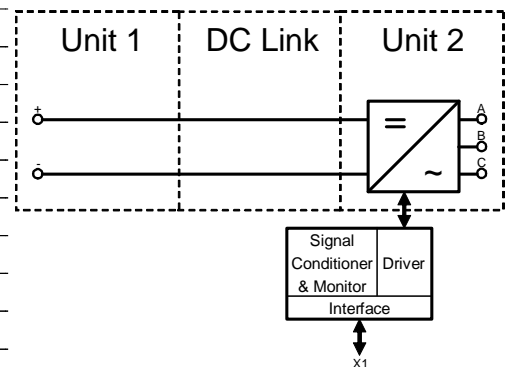 Unit 1 DC Link Unit 2
+
-
=
~
A
B
C
Signal
Conditioner
& Monitor
Driver
Interface
X1